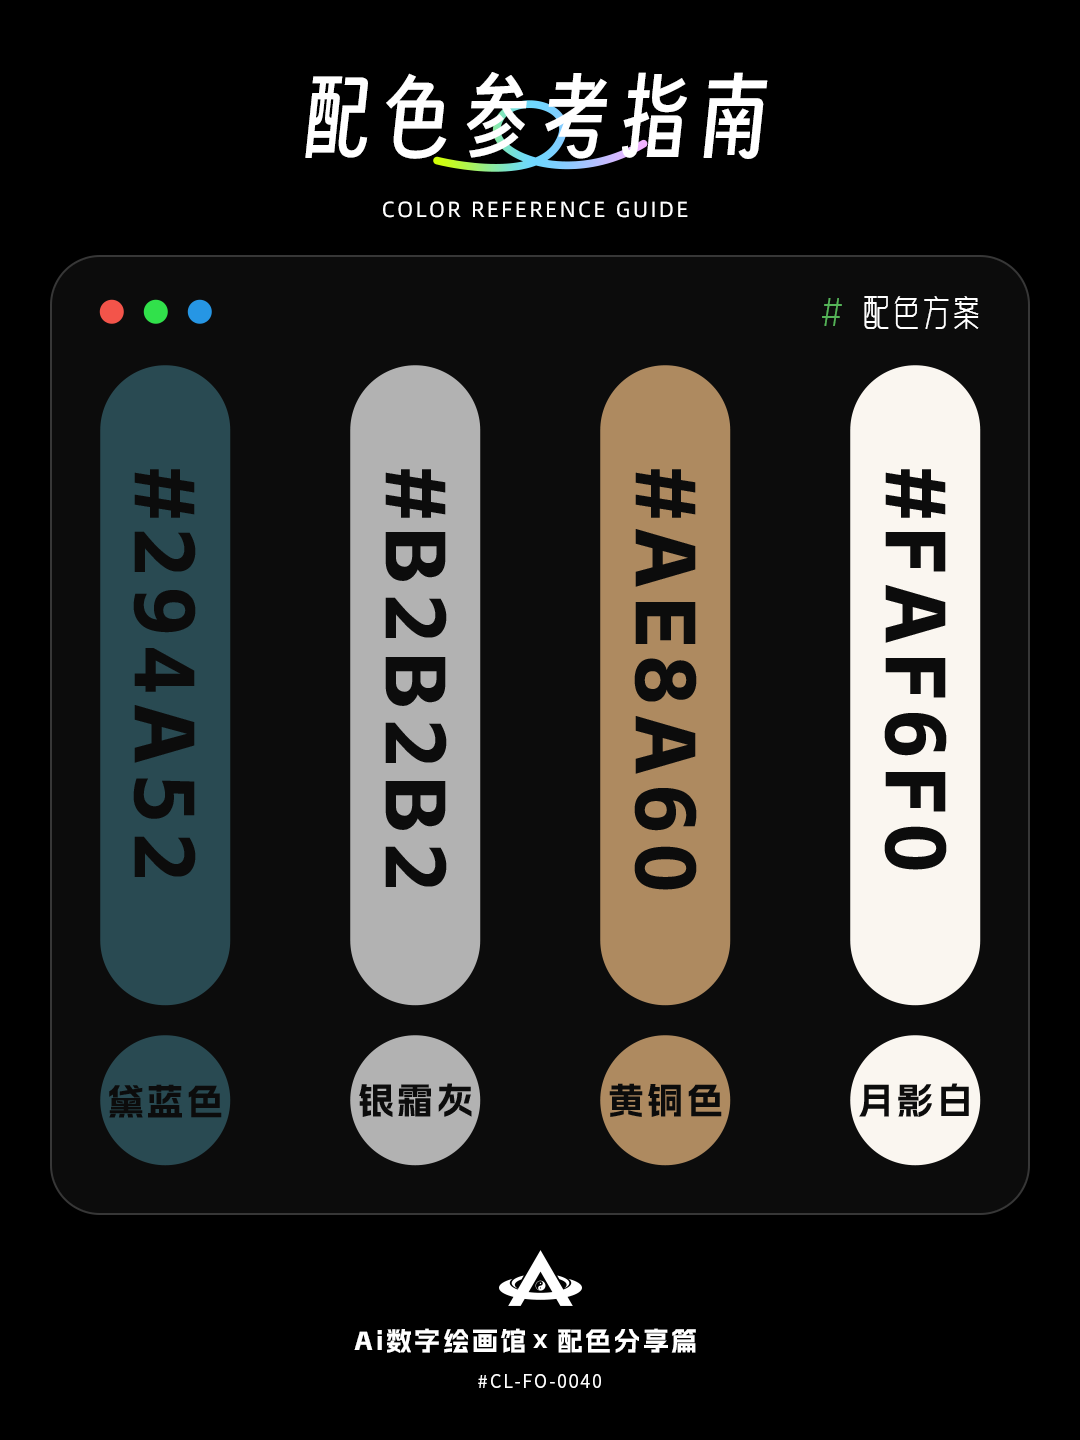 配色参考指南
COLOR REFERENCE GUIDE
# 配色方案
#294A52
#B2B2B2
#AE8A60
#FAF6F0
黛蓝色
银霜灰
黄铜色
月影白
Ai数字绘画馆 x 配色分享篇
#CL-FO-0040